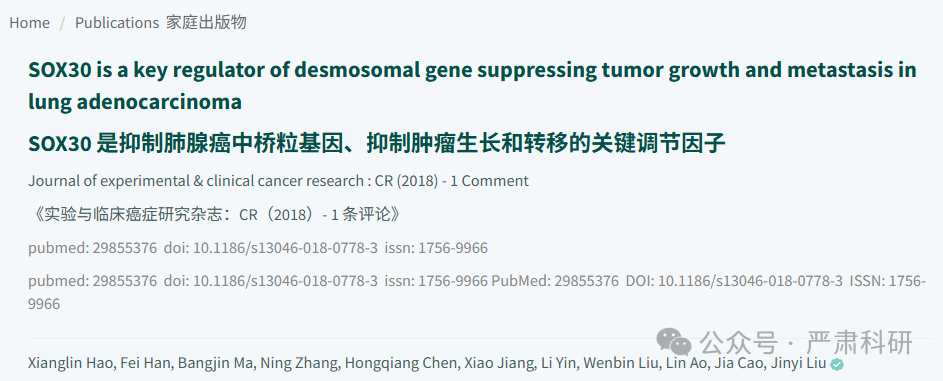 Home / Publications 家庭出版物
SOX30 is a key regulator of desmosomal gene suppressing tumor growth and metastasis in
lung adenocarcinoma
SOX30 是抑制肺腺癌中桥粒基因、抑制肿瘤生长和转移的关键调节因子
Journal of experimental & clinical cancer research : CR (2018) - 1 Comment
《实验与临床癌症研究杂志：CR（2018）- 1 条评论》
pubmed: 29855376 doi: 10.1186/s13046-018-0778-3 issn: 1756-9966
pubmed: 29855376 doi: 10.1186/s13046-018-0778-3 issn: 1756-9966 PubMed: 29855376 DOI: 10.1186/s13046-018-0778-3 ISSN: 1756-
9966
公众号 · 严肃科研
Xianglin Hao, Fei Han, Bangjin Ma, Ning Zhang, Hongqiang Chen, Xiao Jiang, Li Yin, Wenbin Liu, Lin Ao, Jia Cao, Jinyi Liu